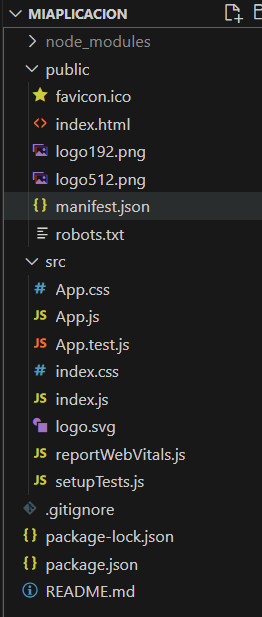 MIAPLICACION
node_modules
public
favicon.ico
index.html
logo192.png
logo512.png
{} manifest.json
robots.txt
src
# App.css
JS App.js
JS App.test.js
# index.css
JS index.js
logo.svg
JS reportWebVitals.js
JS setupTests.js
.gitignore
{} package-lock.json
{} package.json
README.md